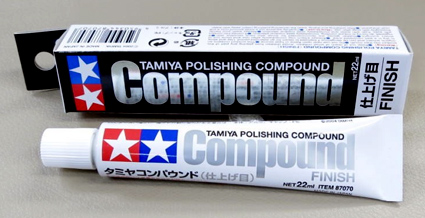 TAMIYA POLISHING COMPOUND
Compound
NET 22ml
仕上げ目
FINISH
TAMIYA POLISHING COMPOUND
Compound
FINISH
タミヤコンパウンド(仕上げ目)
NET 22ml ITEM 87070